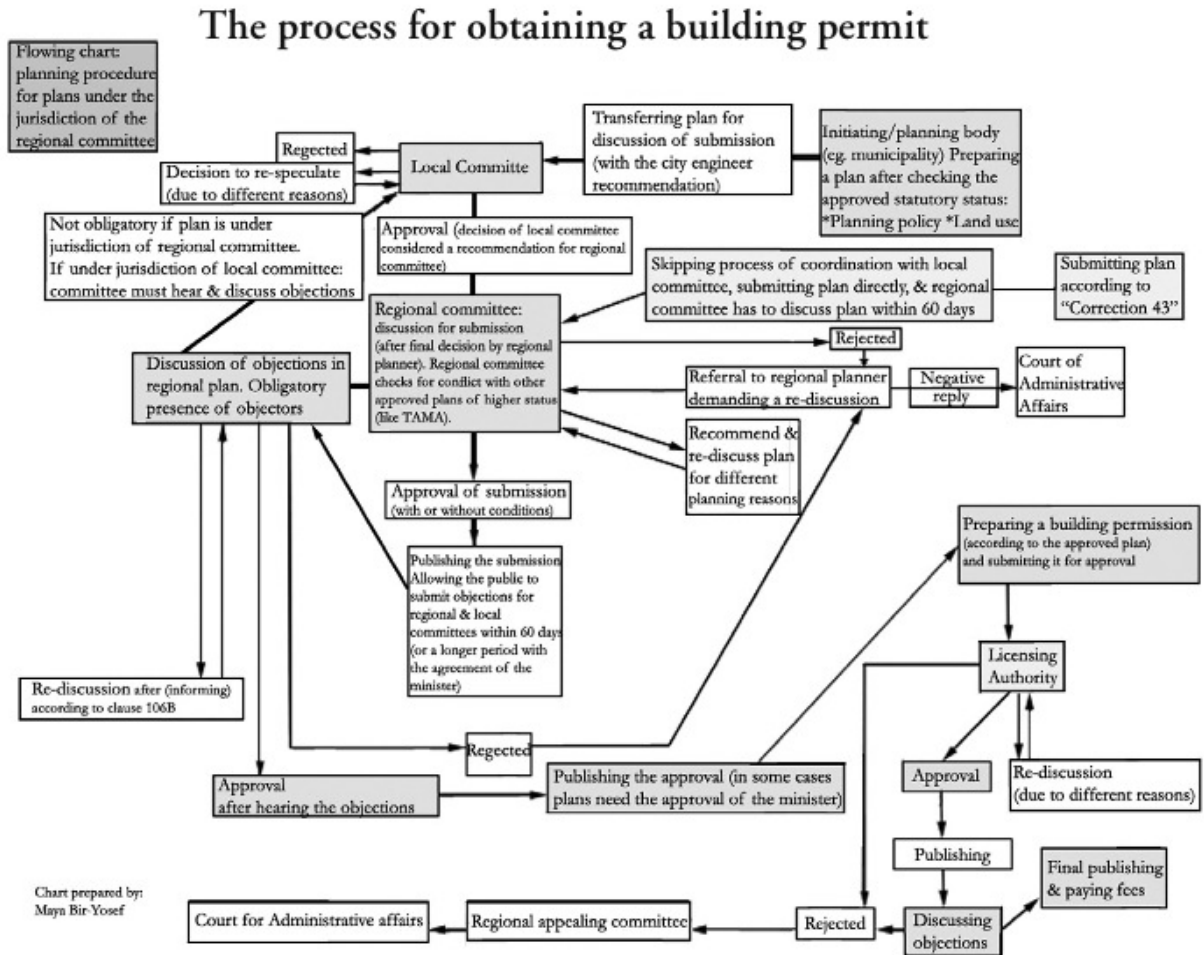 The process for obtaining a building permit
Flowing chart:
planning procedure
for plans under the
jurisdiction of the
regional committee
Transferring plan for
discussion of submission
(with the city engineer
recommendation)
Initiating/planning body
(eg. municipality) Preparing
a plan after checking the
approved statutory status:
*Planning policy *Land use
Regected
Local Committe
Decision to re-speculate
(due to different reasons)
Not obligatory if plan is under
jurisdiction of regional committee.
If under jurisdiction of local committee:
committee must hear & discuss objections
Approval (decision of local committee
considered a recommendation for regional
committee)
Skipping process of coordination with local
committee, submitting plan directly, & regional
committee has to discuss plan within 60 days
Submitting plan
according to
“Correction 43”
Regional committee:
discussion for submission
(after final decision by regional
planner). Regional committee
checks for conflict with other
approved plans of higher status
(like TAMA).
Rejected
Discussion of objections in
regional plan. Obligatory
presence of objectors
Referral to regional planner
demanding a re-discussion
Negative
reply
Court of
Administrative
Affairs
Recommend &
re-discuss plan
for different
planning reasons
Approval of submission
(with or without conditions)
Publishing the submission
Allowing the public to
submit objections for
regional & local
committees within 60 days
(or a longer period with
the agreement of the
minister)
Preparing a building permission
(according to the approved plan)
and submitting it for approval
Licensing
Authority
Re-discussion after (informing)
according to clause 106B
Regected
Approval
after hearing the objections
Publishing the approval (in some cases
plans need the approval of the minister)
Approval
Re-discussion
(due to different reasons)
Publishing
Final publishing
& paying fees
Chart prepared by:
Maya Bir-Yosef
Court for Administrative affairs
Regional appealing committee
Rejected
Discussing
objections